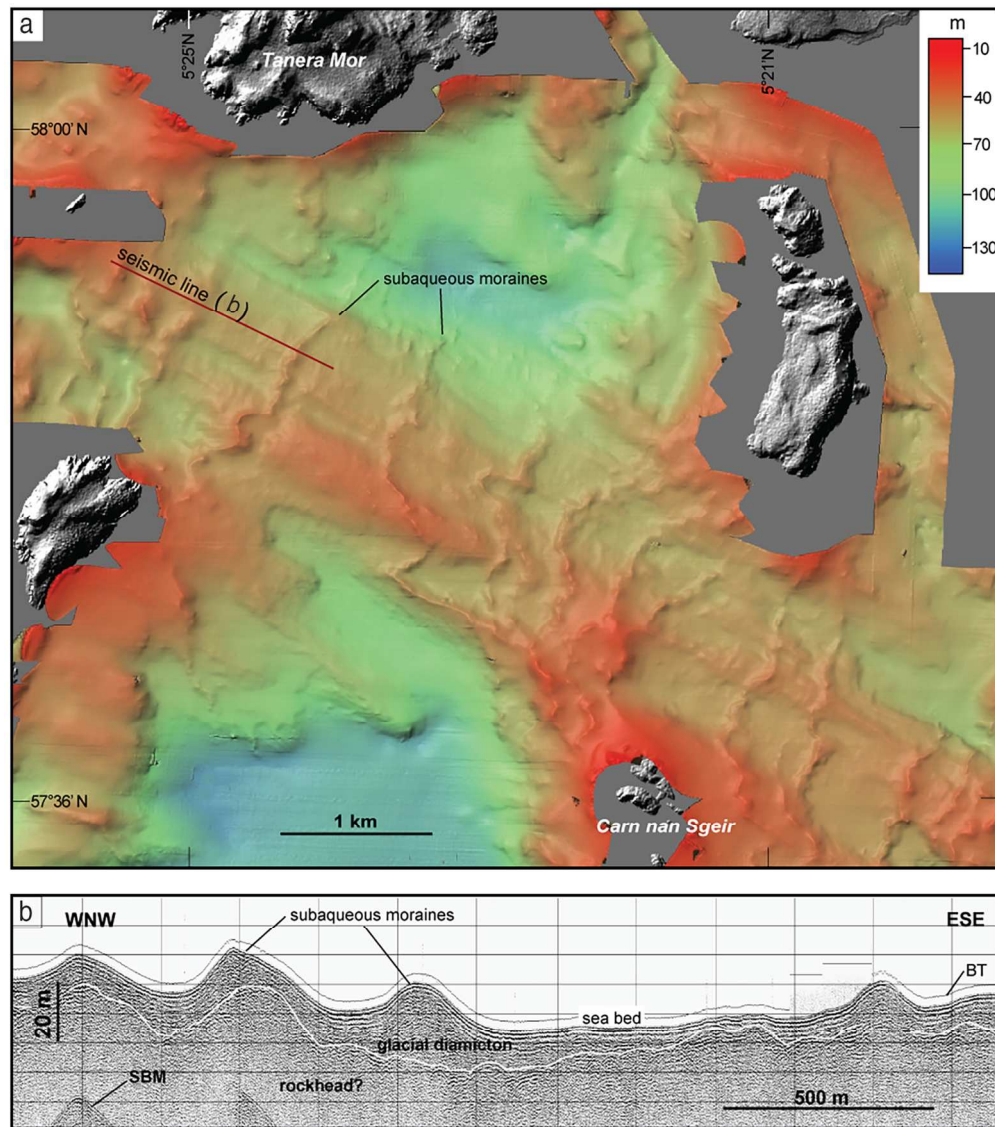 a
m
10
40
70
100
130
Tanera Mor
5°25′
5°21′
58°00′ N
seismic line (b)
subaqueous moraines
57°36′ N
1 km
Carn nan Sgeir
b
WNW
subaqueous moraines
ESE
BT
20 m
sea bed
glacial diamicton
SBM
rockhead?
500 m